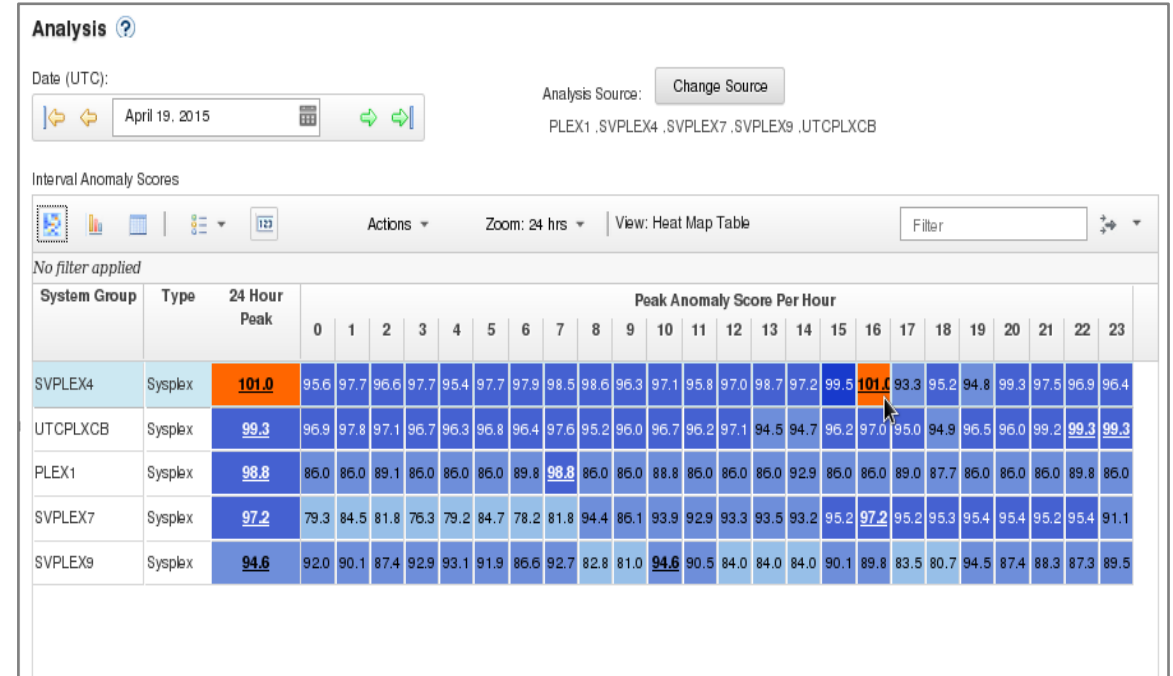 Analysis ?
Date (UTC):
April 19, 2015
Analysis Source: Change Source
PLEX1 ,SVPLEX4 ,SVPLEX7 ,SVPLEX9 ,UTCPLXCB
Interval Anomaly Scores
123 Actions Zoom: 24 hrs View: Heat Map Table Filter
No filter applied
System Group Type 24 Hour Peak Peak Anomaly Score Per Hour
0 1 2 3 4 5 6 7 8 9 10 11 12 13 14 15 16 17 18 19 20 21 22 23
SVPLEX4 Sysplex 101.0 95.6 97.7 96.6 97.7 95.4 97.7 97.9 98.5 98.6 96.3 97.1 95.8 97.0 98.7 97.2 99.5 101.0 93.3 95.2 94.8 99.3 97.5 96.9 96.4
UTCPLXCB Sysplex 99.3 96.9 97.8 97.1 96.7 96.3 96.8 96.4 97.6 95.2 96.0 96.7 96.2 97.1 94.5 94.7 96.2 97.0 95.0 94.9 96.5 96.0 99.2 99.3 99.3
PLEX1 Sysplex 98.8 86.0 86.0 89.1 86.0 86.0 86.0 89.8 98.8 86.0 86.0 88.8 86.0 86.0 86.0 92.9 86.0 86.0 89.0 87.7 86.0 86.0 86.0 89.8 86.0
SVPLEX7 Sysplex 97.2 79.3 84.5 81.8 76.3 79.2 84.7 78.2 81.8 94.4 86.1 93.9 92.9 93.3 93.5 93.2 95.2 97.2 95.2 95.3 95.4 95.4 95.2 95.4 91.1
SVPLEX9 Sysplex 94.6 92.0 90.1 87.4 92.9 93.1 91.9 86.6 92.7 82.8 81.0 94.6 90.5 84.0 84.0 84.0 90.1 89.8 83.5 80.7 94.5 87.4 88.3 87.3 89.5